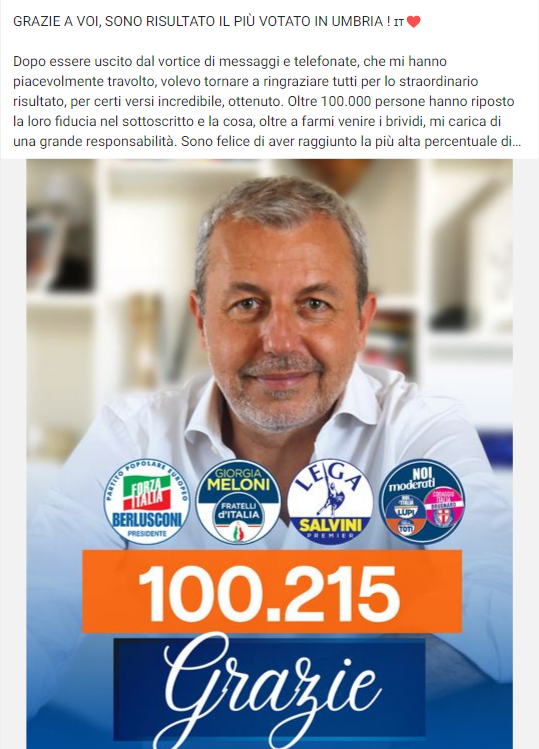 GRAZIE A VOI, SONO RISULTATO IL PIÙ VOTATO IN UMBRIA ! IT❤️
Dopo essere uscito dal vortice di messaggi e telefonate, che mi hanno
piacevolmente travolto, volevo tornare a ringraziare tutti per lo straordinario
risultato, per certi versi incredibile, ottenuto. Oltre 100.000 persone hanno riposto
la loro fiducia nel sottoscritto e la cosa, oltre a farmi venire i brividi, mi carica di
una grande responsabilità. Sono felice di aver raggiunto la più alta percentuale di...
PARTITO POPOLARE EUROPEO
FORZA
ITALIA
BERLUSCONI
PRESIDENTE
GIORGIA
MELONI
FRATELLI
d'ITALIA
LEGA
SALVINI
PREMIER
NOI
moderati
NOI
L'ITALIA
LUPI
TOTI
CORAGGIO
ITALIA
BRUGNARO
100.215
Grazie